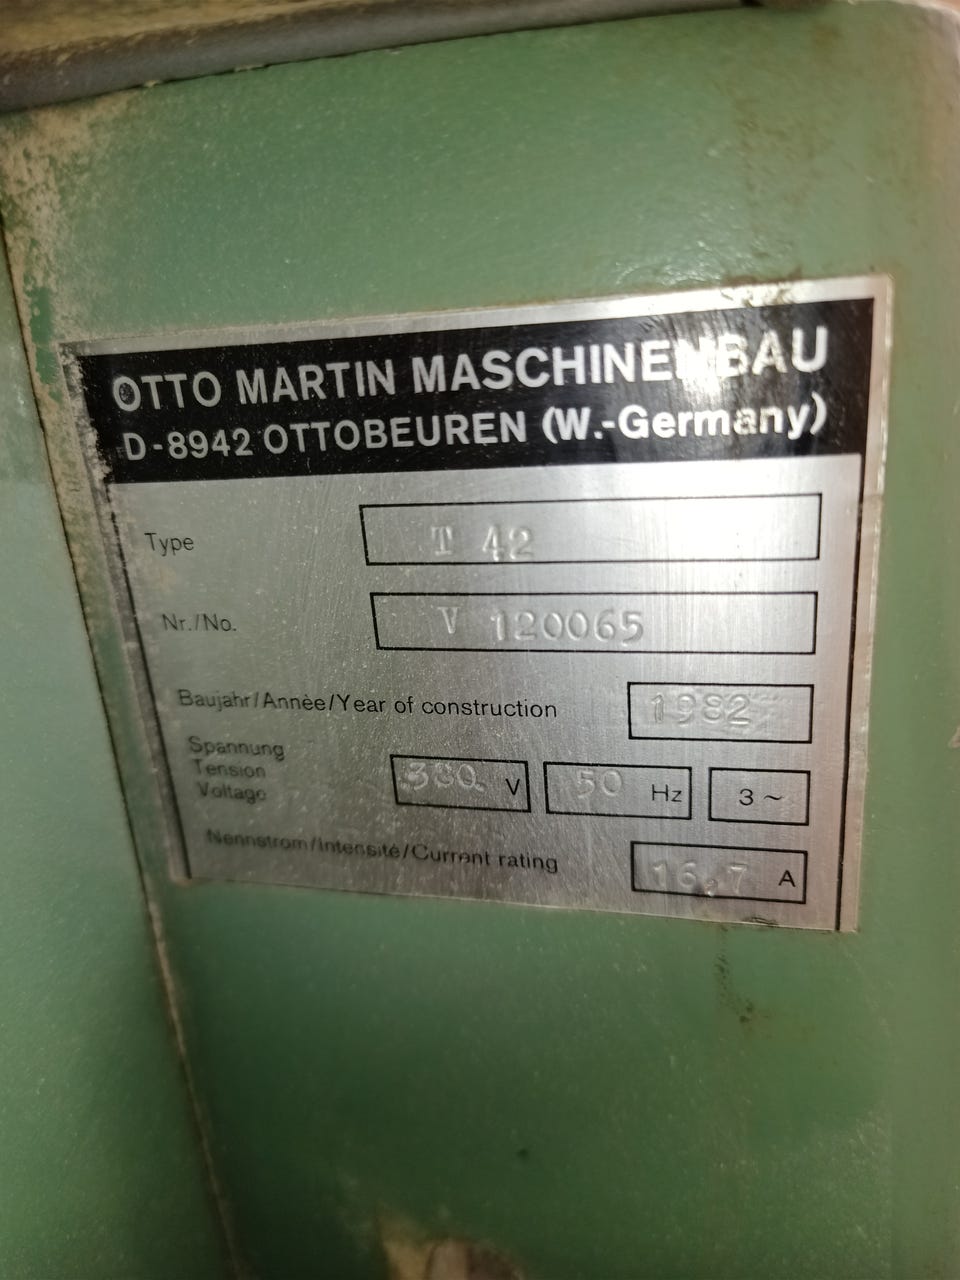 OTTO MARTIN MASCHINENBAU
D-8942 OTTOBEUREN (W.-Germany)
Type T 42
Nr./No. V 120065
Baujahr/Annèe/Year of construction 1982
Spannung
Tension
Voltage 380 V 50 Hz 3 ~
Nennstrom/Intensité/Current rating 16,7 A